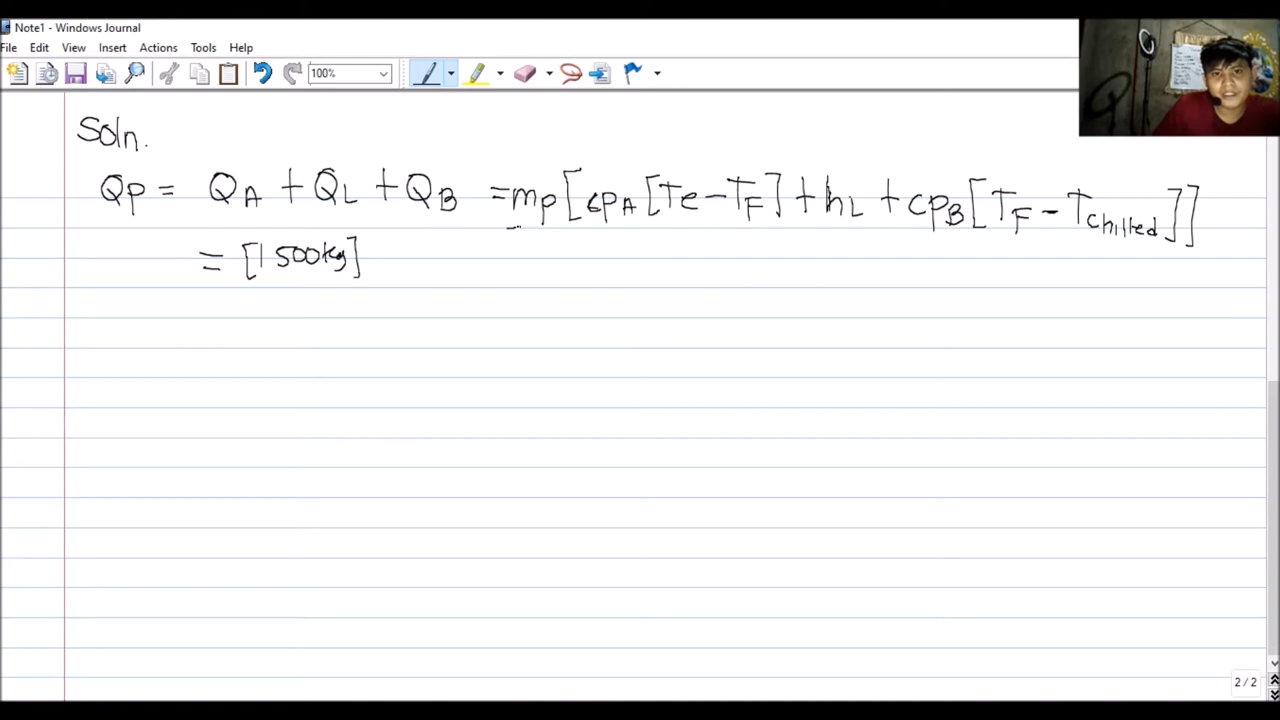 Note1 - Windows Journal
File Edit View Insert Actions Tools Help
100%
Soln.
QP = QA + QL + QB = mp[cpA[Te - TF] + hL + cpB[TF - Tchilled]]
= [1500kg]
2 / 2